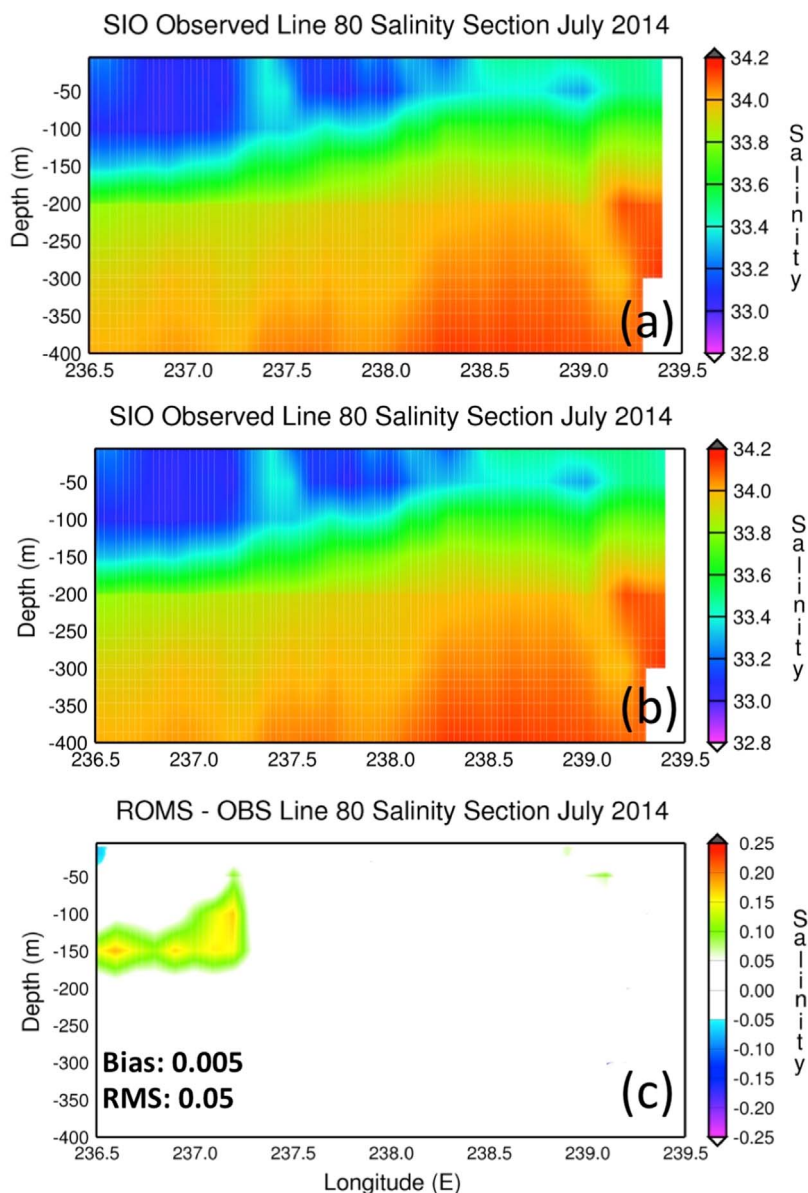 SIO Observed Line 80 Salinity Section July 2014
Depth (m)
-50
-100
-150
-200
-250
-300
-350
-400
236.5 237.0 237.5 238.0 238.5 239.0 239.5
(a)
34.2
34.0
33.8
33.6
33.4
33.2
33.0
32.8
Salinity
SIO Observed Line 80 Salinity Section July 2014
Depth (m)
-50
-100
-150
-200
-250
-300
-350
-400
236.5 237.0 237.5 238.0 238.5 239.0 239.5
(b)
34.2
34.0
33.8
33.6
33.4
33.2
33.0
32.8
Salinity
ROMS - OBS Line 80 Salinity Section July 2014
Depth (m)
-50
-100
-150
-200
-250
-300
-350
-400
Bias: 0.005
RMS: 0.05
(c)
236.5 237.0 237.5 238.0 238.5 239.0 239.5
Longitude (E)
0.25
0.20
0.15
0.10
0.05
0.00
-0.05
-0.10
-0.15
-0.20
-0.25
Salinity